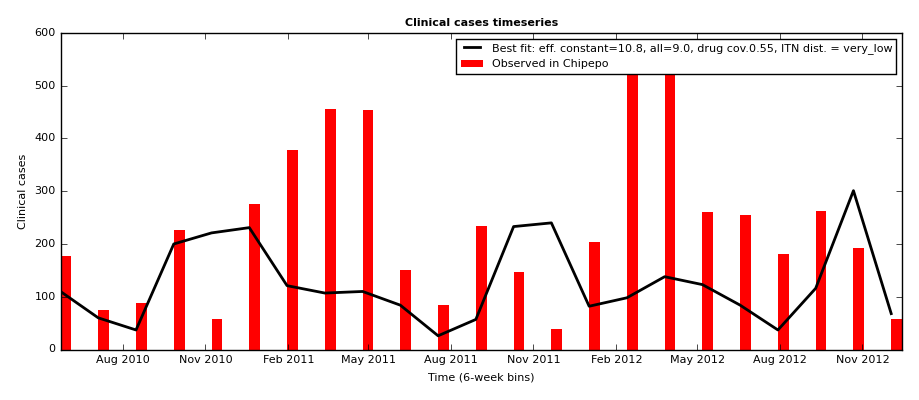 Clinical cases timeseries
Best fit: eff. constant=10.8, all=9.0, drug cov.0.55, ITN dist. = very_low
Observed in Chipepo
Clinical cases
600
500
400
300
200
100
0
Aug 2010 Nov 2010 Feb 2011 May 2011 Aug 2011 Nov 2011 Feb 2012 May 2012 Aug 2012 Nov 2012
Time (6-week bins)